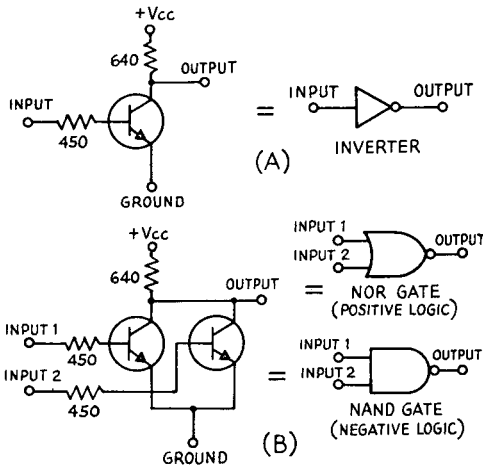 +Vcc
640
OUTPUT
INPUT
450
GROUND
=
INPUT
OUTPUT
INVERTER
(A)
+Vcc
640
OUTPUT
INPUT 1
450
INPUT 2
450
GROUND
=
INPUT 1
INPUT 2
OUTPUT
NOR GATE
(POSITIVE LOGIC)
=
INPUT 1
INPUT 2
OUTPUT
NAND GATE
(NEGATIVE LOGIC)
(B)